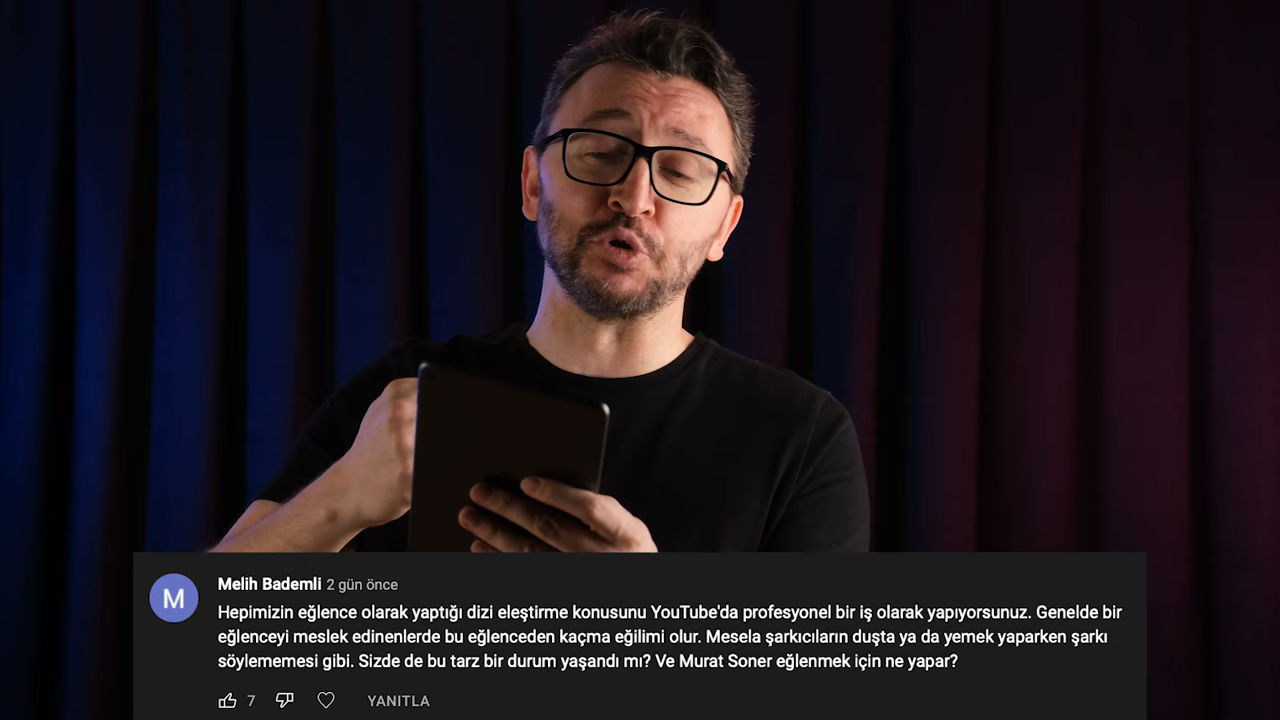 M
Melih Bademli 2 gün önce
Hepimizin eğlence olarak yaptığı dizi eleştirme konusunu YouTube'da profesyonel bir iş olarak yapıyorsunuz. Genelde bir
eğlenceyi meslek edinenlerde bu eğlenceden kaçma eğilimi olur. Mesela şarkıcıların duşta ya da yemek yaparken şarkı
söylememesi gibi. Sizde de bu tarz bir durum yaşandı mı? Ve Murat Soner eğlenmek için ne yapar?
7 YANITLA